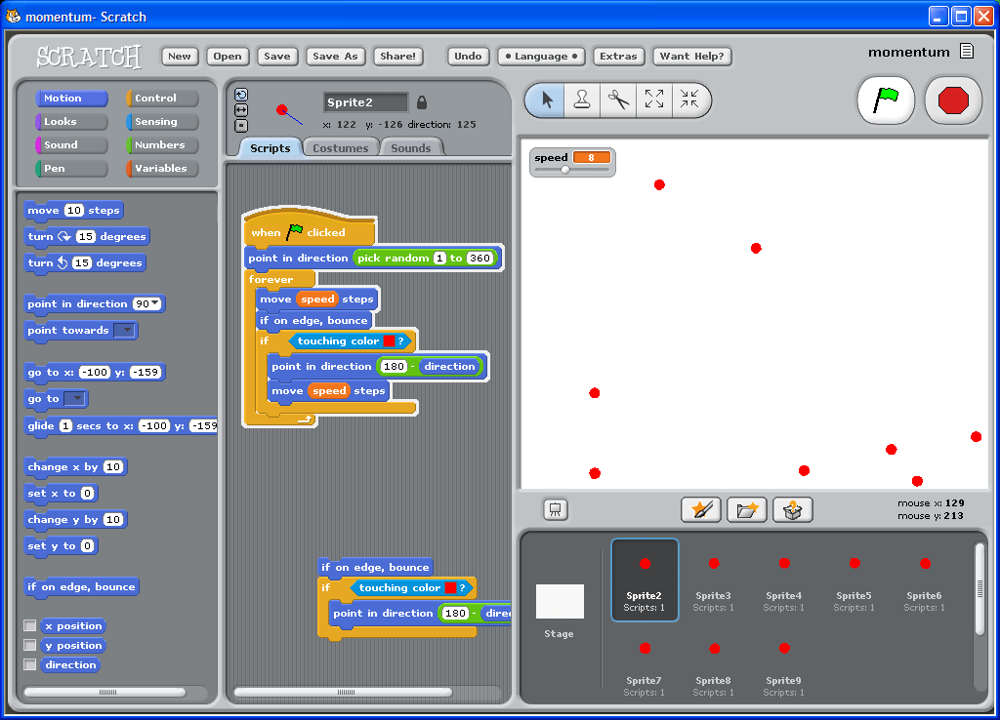 momentum- Scratch
SCRATCH
New Open Save Save As Share! Undo • Language • Extras Want Help?
momentum
Motion Control
Looks Sensing
Sound Numbers
Pen Variables
move 10 steps
turn 15 degrees
turn 15 degrees
point in direction 90
point towards
go to x: -100 y: -159
go to
glide 1 secs to x: -100 y: -159
change x by 10
set x to 0
change y by 10
set y to 0
if on edge, bounce
x position
y position
direction
Sprite2
x: 122 y: -126 direction: 125
Scripts Costumes Sounds
when clicked
point in direction pick random 1 to 360
forever
move speed steps
if on edge, bounce
if touching color ?
point in direction 180 - direction
move speed steps
if on edge, bounce
if touching color ?
point in direction 180 - direc
speed 8
mouse x: 129
mouse y: 213
Stage
Sprite2
Scripts: 1
Sprite3
Scripts: 1
Sprite4
Scripts: 1
Sprite5
Scripts: 1
Sprite6
Scripts: 1
Sprite7
Scripts: 1
Sprite8
Scripts: 1
Sprite9
Scripts: 1